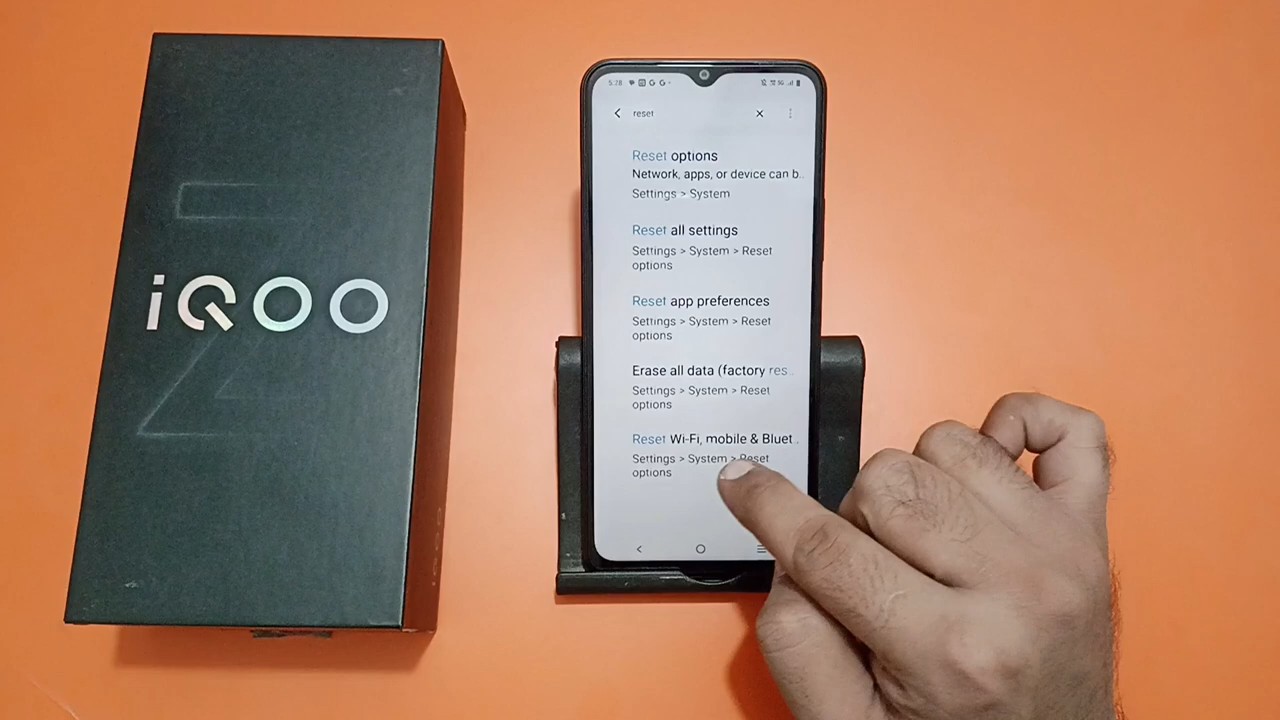 iQOO
Z
5:28
reset
Reset options
Network, apps, or device can b..
Settings > System
Reset all settings
Settings > System > Reset
options
Reset app preferences
Settings > System > Reset
options
Erase all data (factory res..
Settings > System > Reset
options
Reset Wi-Fi, mobile & Bluet..
Settings > System > Reset
options